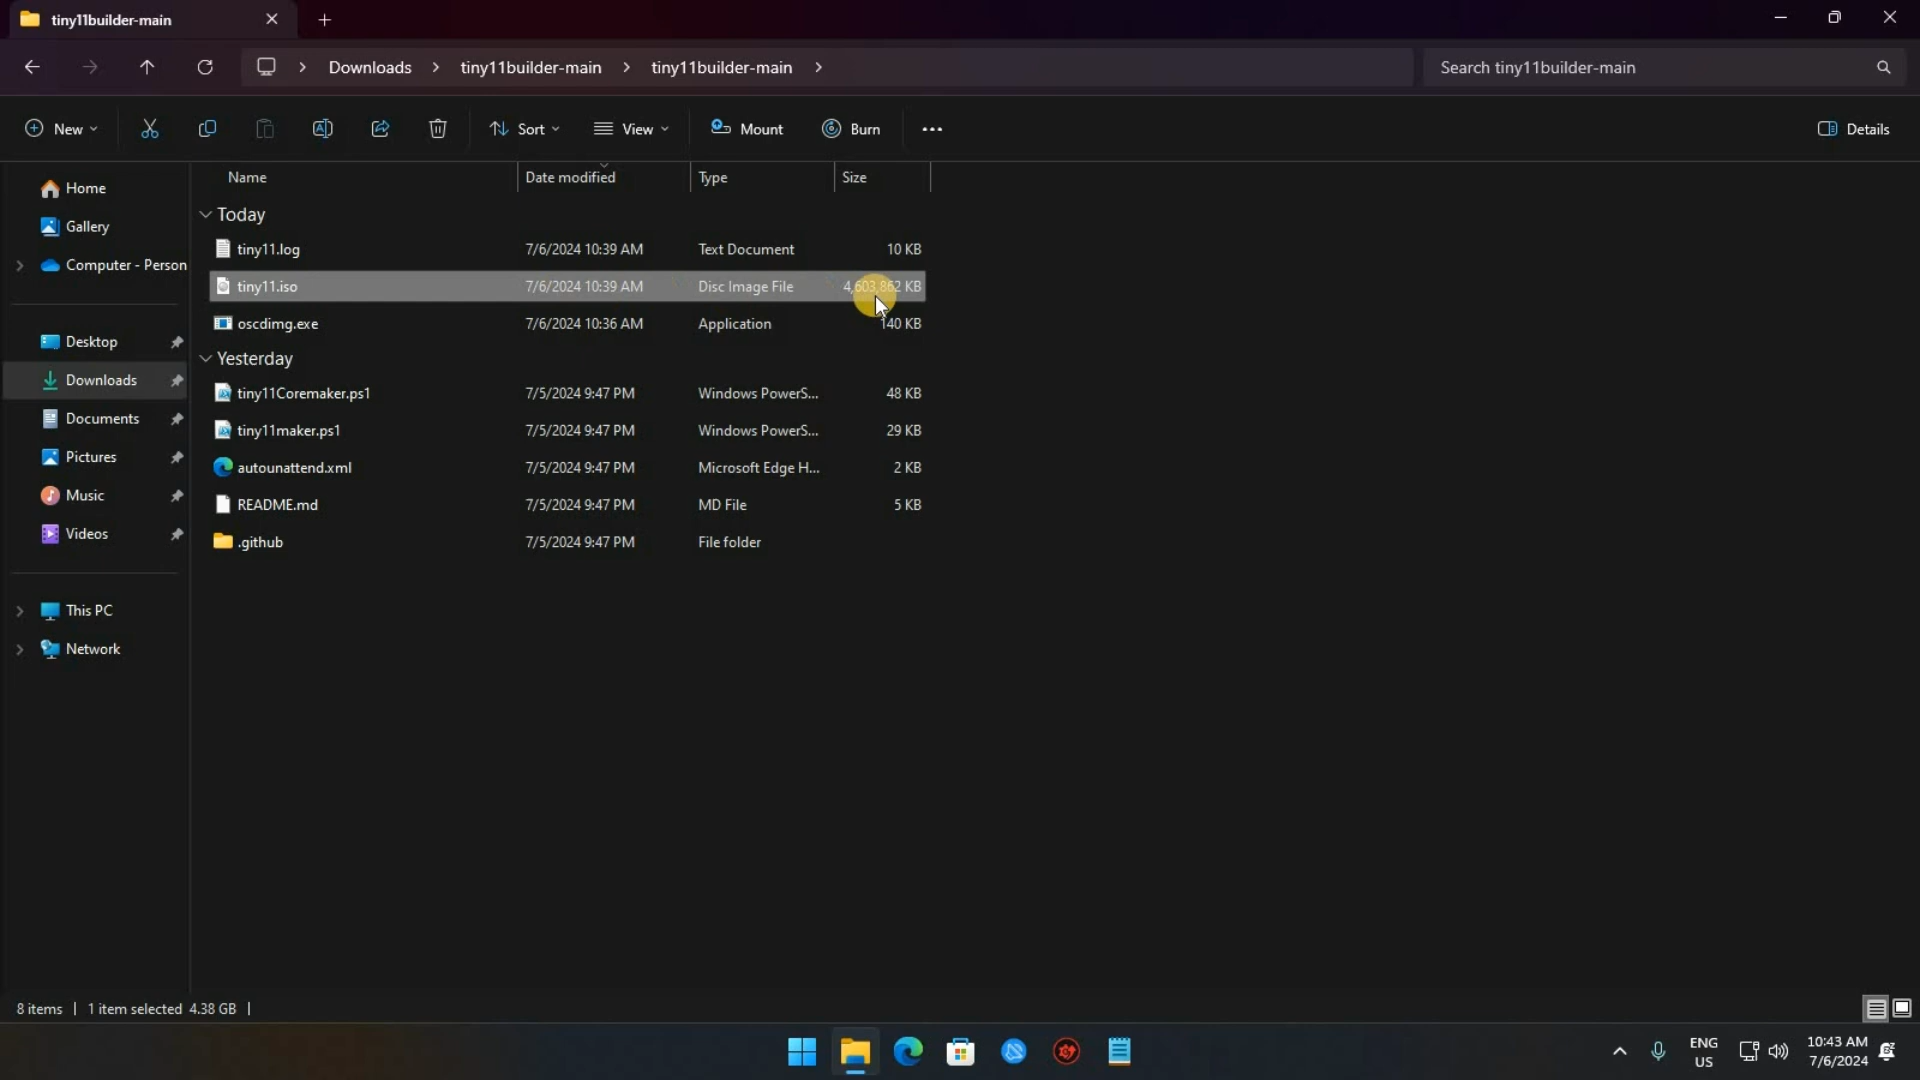 tiny11builder-main
Downloads tiny11builder-main tiny11builder-main Search tiny11builder-main
New Sort View Mount Burn Details
Name Date modified Type Size
Home
Gallery
Computer - Person
Desktop
Downloads
Documents
Pictures
Music
Videos
This PC
Network
Today
tiny11.log 7/6/2024 10:39 AM Text Document 10 KB
tiny11.iso 7/6/2024 10:39 AM Disc Image File 4,603,862 KB
oscdimg.exe 7/6/2024 10:36 AM Application 140 KB
Yesterday
tiny11Coremaker.ps1 7/5/2024 9:47 PM Windows PowerS... 48 KB
tiny11maker.ps1 7/5/2024 9:47 PM Windows PowerS... 29 KB
autounattend.xml 7/5/2024 9:47 PM Microsoft Edge H... 2 KB
README.md 7/5/2024 9:47 PM MD File 5 KB
.github 7/5/2024 9:47 PM File folder
8 items 1 item selected 4.38 GB
ENG 10:43 AM
US 7/6/2024